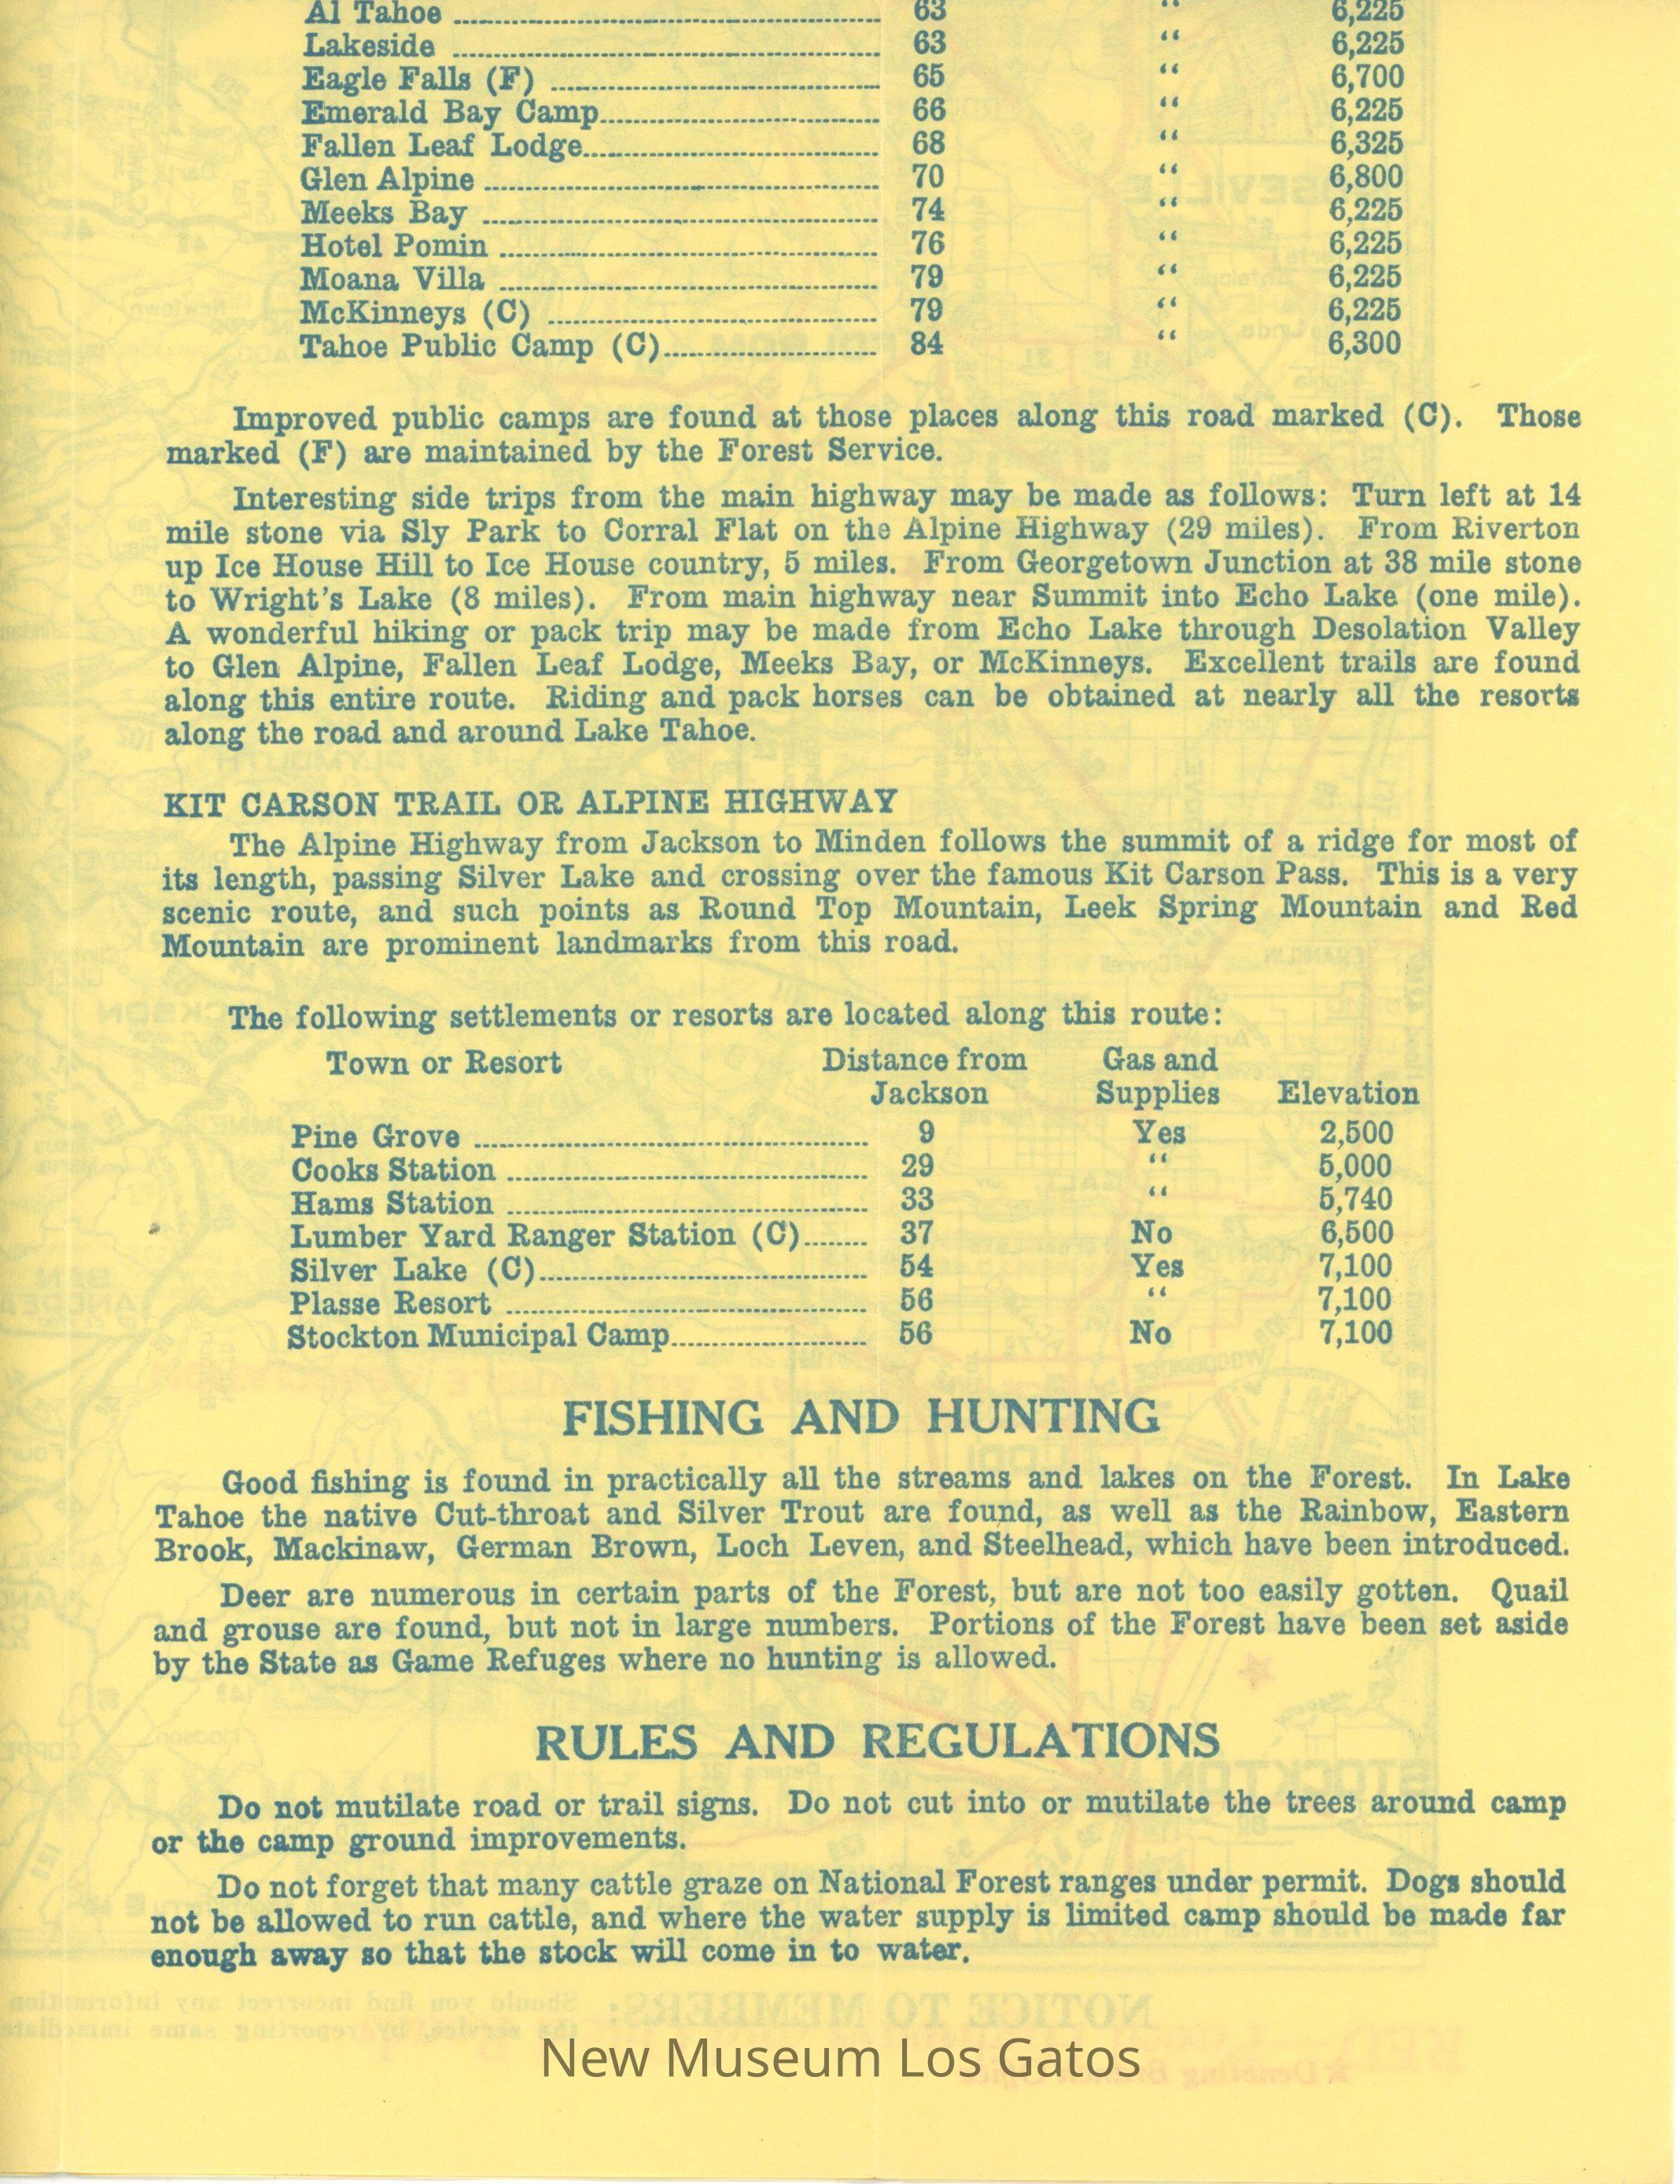 Al Tahoe 63 “ 6,225
Lakeside 63 “ 6,225
Eagle Falls (F) 65 “ 6,700
Emerald Bay Camp 66 “ 6,225
Fallen Leaf Lodge 68 “ 6,325
Glen Alpine 70 “ 6,800
Meeks Bay 74 “ 6,225
Hotel Pomin 76 “ 6,225
Moana Villa 79 “ 6,225
McKinneys (C) 79 “ 6,225
Tahoe Public Camp (C) 84 “ 6,300
Improved public camps are found at those places along this road marked (C). Those
marked (F) are maintained by the Forest Service.
Interesting side trips from the main highway may be made as follows: Turn left at 14
mile stone via Sly Park to Corral Flat on the Alpine Highway (29 miles). From Riverton
up Ice House Hill to Ice House country, 5 miles. From Georgetown Junction at 38 mile stone
to Wright's Lake (8 miles). From main highway near Summit into Echo Lake (one mile).
A wonderful hiking or pack trip may be made from Echo Lake through Desolation Valley
to Glen Alpine, Fallen Leaf Lodge, Meeks Bay, or McKinneys. Excellent trails are found
along this entire route. Riding and pack horses can be obtained at nearly all the resorts
along the road and around Lake Tahoe.
KIT CARSON TRAIL OR ALPINE HIGHWAY
The Alpine Highway from Jackson to Minden follows the summit of a ridge for most of
its length, passing Silver Lake and crossing over the famous Kit Carson Pass. This is a very
scenic route, and such points as Round Top Mountain, Leek Spring Mountain and Red
Mountain are prominent landmarks from this road.
The following settlements or resorts are located along this route:
Town or Resort Distance from Gas and
Jackson Supplies Elevation
Pine Grove 9 Yes 2,500
Cooks Station 29 “ 5,000
Hams Station 33 “ 5,740
Lumber Yard Ranger Station (C) 37 No 6,500
Silver Lake (C) 54 Yes 7,100
Plasse Resort 56 “ 7,100
Stockton Municipal Camp 56 No 7,100
FISHING AND HUNTING
Good fishing is found in practically all the streams and lakes on the Forest. In Lake
Tahoe the native Cut-throat and Silver Trout are found, as well as the Rainbow, Eastern
Brook, Mackinaw, German Brown, Loch Leven, and Steelhead, which have been introduced.
Deer are numerous in certain parts of the Forest, but are not too easily gotten. Quail
and grouse are found, but not in large numbers. Portions of the Forest have been set aside
by the State as Game Refuges where no hunting is allowed.
RULES AND REGULATIONS
Do not mutilate road or trail signs. Do not cut into or mutilate the trees around camp
or the camp ground improvements.
Do not forget that many cattle graze on National Forest ranges under permit. Dogs should
not be allowed to run cattle, and where the water supply is limited camp should be made far
enough away so that the stock will come in to water.
New Museum Los Gatos